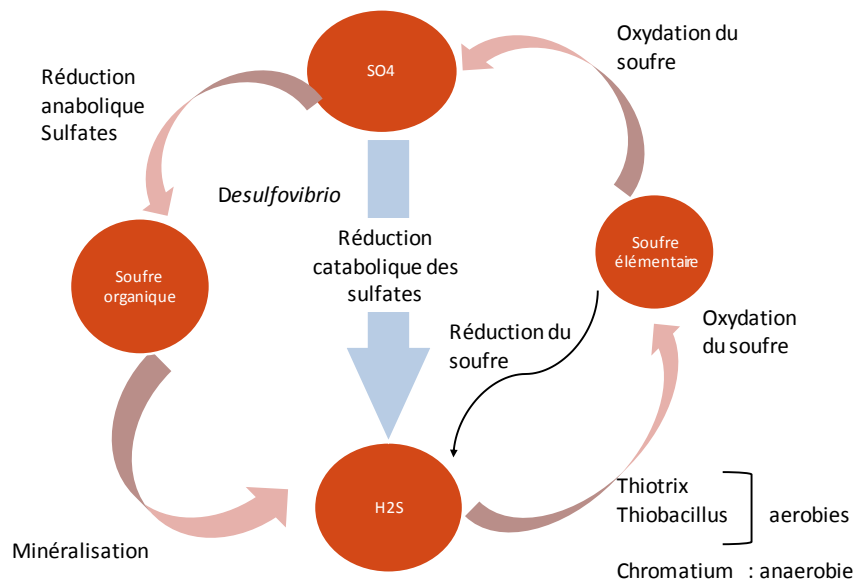 SO4
Oxydation du
soufre
Réduction
anabolique
Sulfates
Desulfovibrio
Réduction
catabolique des
sulfates
Soufre
organique
Soufre
élémentaire
Réduction du
soufre
Oxydation
du soufre
H2S
Minéralisation
Thiotrix
Thiobacillus
aerobies
Chromatium : anaerobie